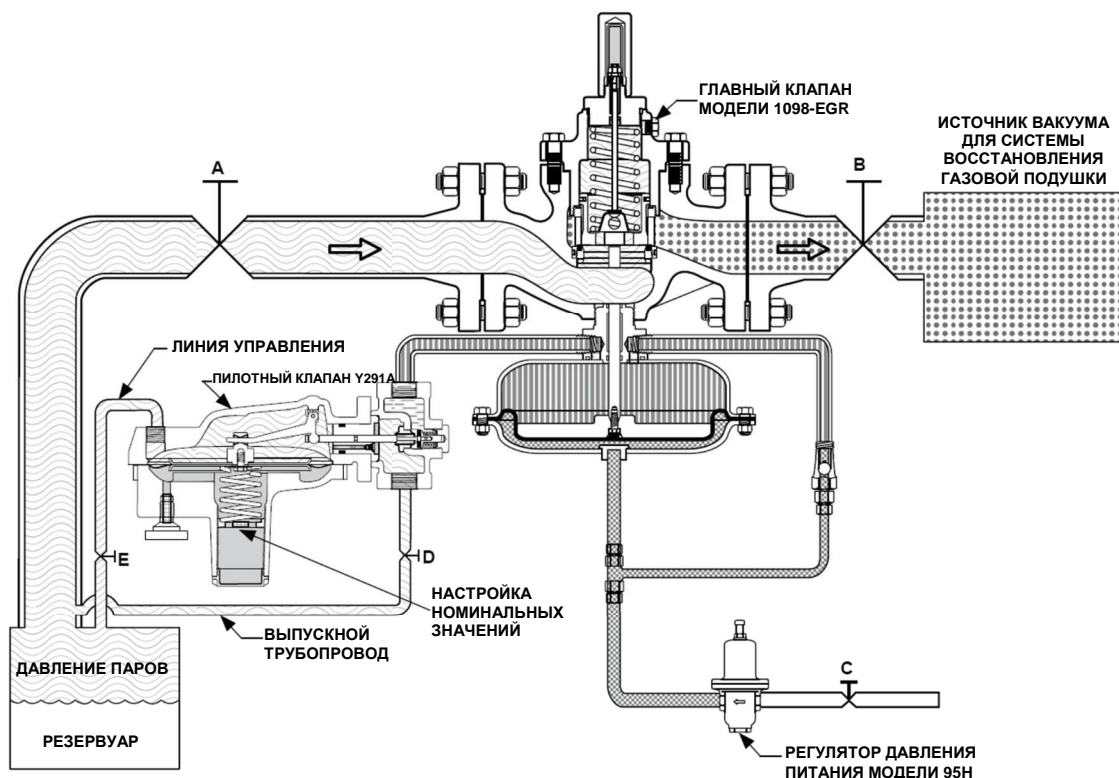 ГЛАВНЫЙ КЛАПАН
МОДЕЛИ 1098-EGR
ИСТОЧНИК ВАКУУМА
ДЛЯ СИСТЕМЫ
ВОССТАНОВЛЕНИЯ
ГАЗОВОЙ ПОДУШКИ
A
B
ЛИНИЯ УПРАВЛЕНИЯ
ПИЛОТНЫЙ КЛАПАН Y291A
E
D
НАСТРОЙКА
НОМИНАЛЬНЫХ
ЗНАЧЕНИЙ
ВЫПУСКНОЙ
ТРУБОПРОВОД
ДАВЛЕНИЕ ПАРОВ
РЕЗЕРВУАР
C
РЕГУЛЯТОР ДАВЛЕНИЯ
ПИТАНИЯ МОДЕЛИ 95H